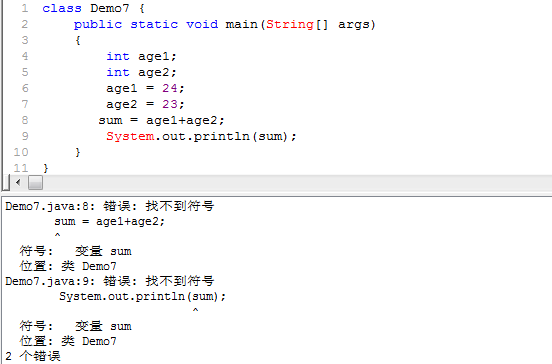 1 class Demo7 {
2     public static void main(String[] args)
3     {
4         int age1;
5         int age2;
6         age1 = 24;
7         age2 = 23;
8        sum = age1+age2;
9         System.out.println(sum);
10     }
11 }
Demo7.java:8: 错误: 找不到符号
       sum = age1+age2;
       ^
  符号:   变量 sum
  位置: 类 Demo7
Demo7.java:9: 错误: 找不到符号
        System.out.println(sum);
                           ^
  符号:   变量 sum
  位置: 类 Demo7
2 个错误